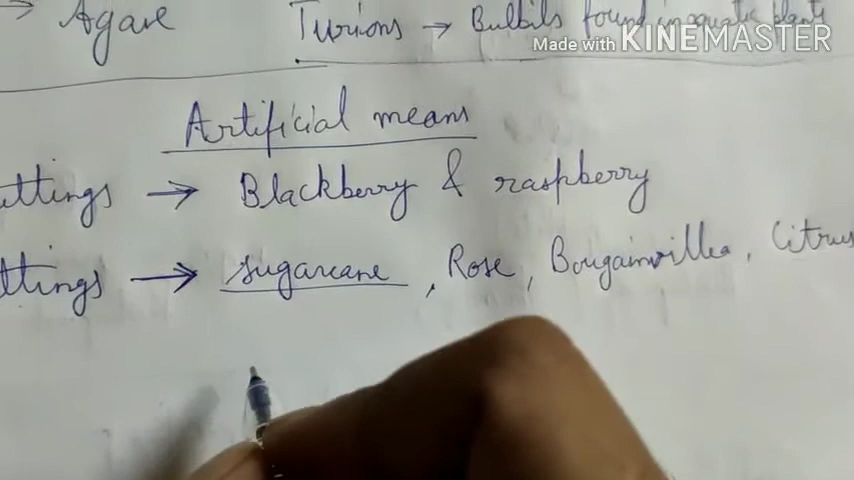 → Agave Turions → Bulbils found in aquatic plants
Made with KINEMASTER
Artificial means
uttings → Blackberry & raspberry
ttings → sugarcane, Rose, Bougainvillea, Citrus